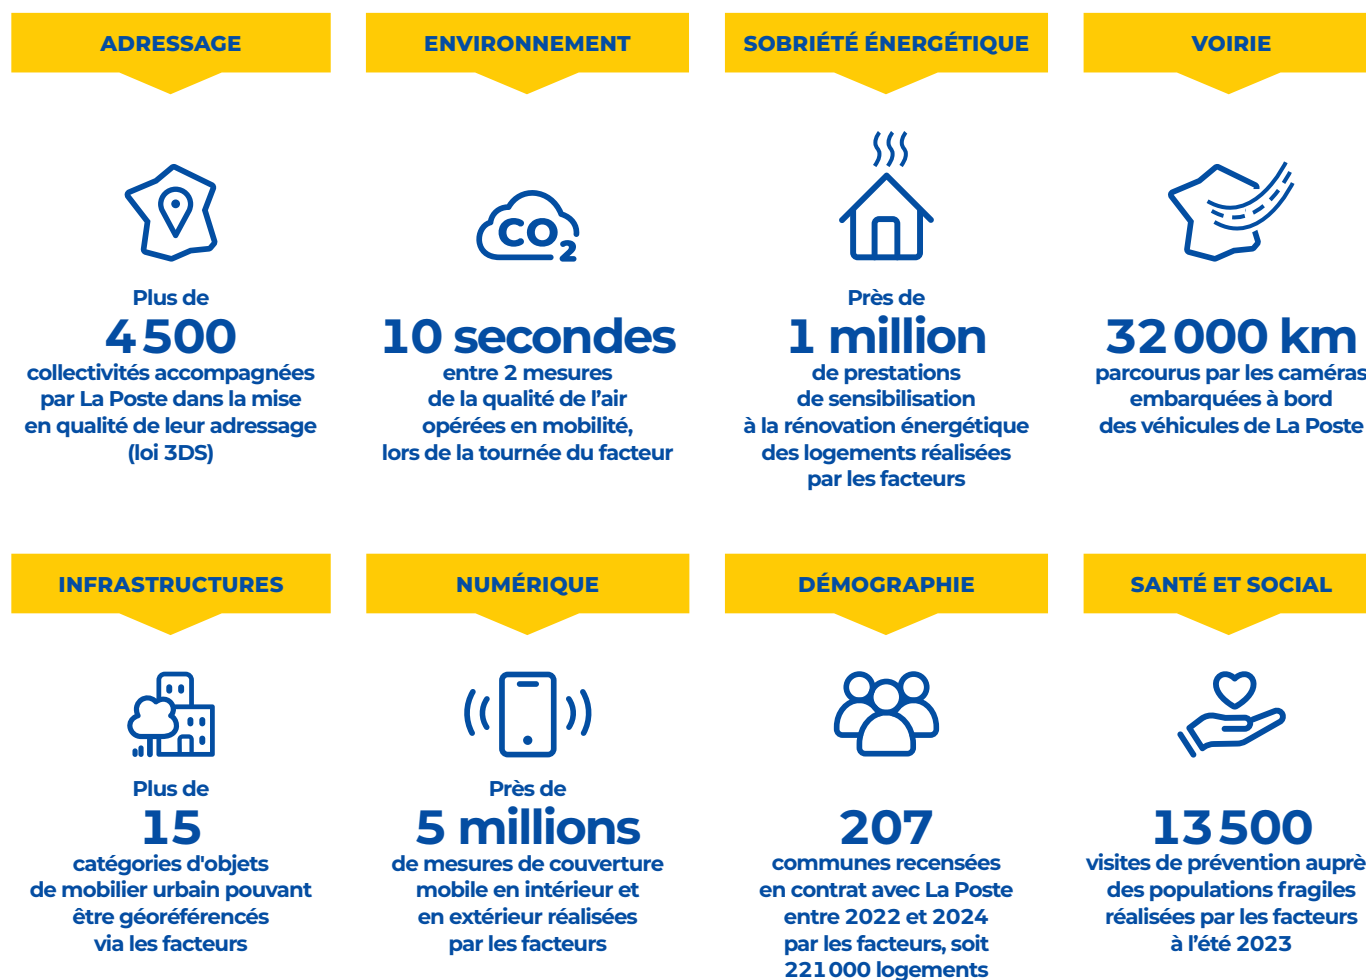 ADRESSAGE
Plus de
4 500
collectivités accompagnées
par La Poste dans la mise
en qualité de leur adressage
(loi 3DS)
ENVIRONNEMENT
CO2
10 secondes
entre 2 mesures
de la qualité de l’air
opérées en mobilité,
lors de la tournée du facteur
SOBRIÉTÉ ÉNERGÉTIQUE
Près de
1 million
de prestations
de sensibilisation
à la rénovation énergétique
des logements réalisées
par les facteurs
VOIRIE
32 000 km
parcourus par les caméras
embarquées à bord
des véhicules de La Poste
INFRASTRUCTURES
Plus de
15
catégories d'objets
de mobilier urbain pouvant
être géoréférencés
via les facteurs
NUMÉRIQUE
Près de
5 millions
de mesures de couverture
mobile en intérieur et
en extérieur réalisées
par les facteurs
DÉMOGRAPHIE
207
communes recensées
en contrat avec La Poste
entre 2022 et 2024
par les facteurs, soit
221 000 logements
SANTÉ ET SOCIAL
13 500
visites de prévention auprè
des populations fragiles
réalisées par les facteurs
à l’été 2023